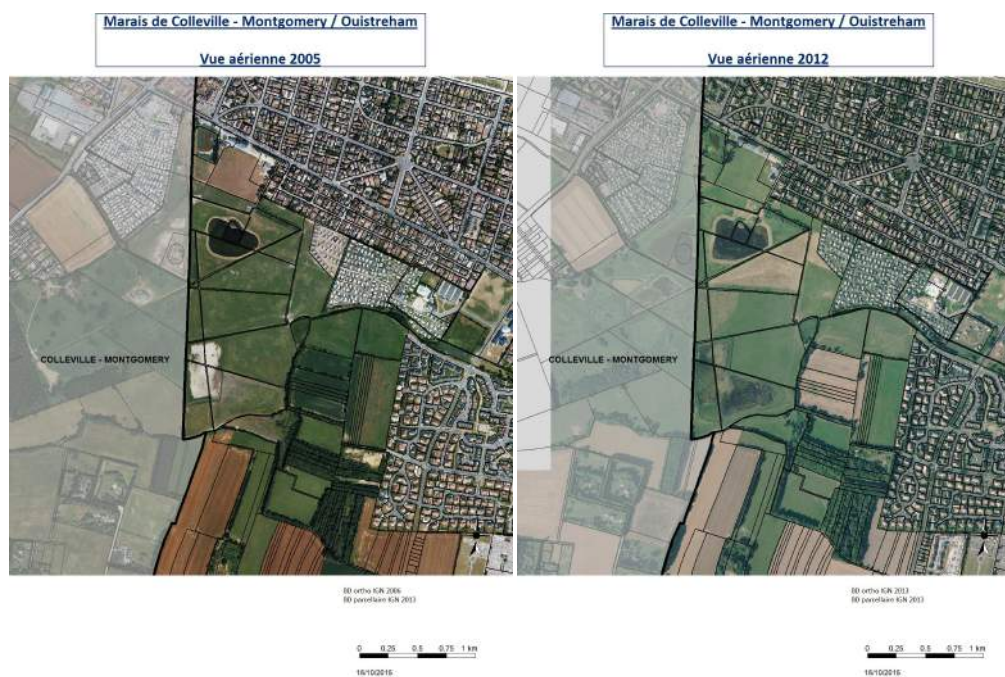 Marais de Colleville - Montgomery / Ouistreham
Vue aérienne 2005
COLLEVILLE - MONTGOMERY
BD ortho IGN 2006
BD parcellaire IGN 2013
0 0.25 0.5 0.75 1 km
16/10/2015
Marais de Colleville - Montgomery / Ouistreham
Vue aérienne 2012
COLLEVILLE - MONTGOMERY
BD ortho IGN 2013
BD parcellaire IGN 2013
0 0.25 0.5 0.75 1 km
16/10/2015